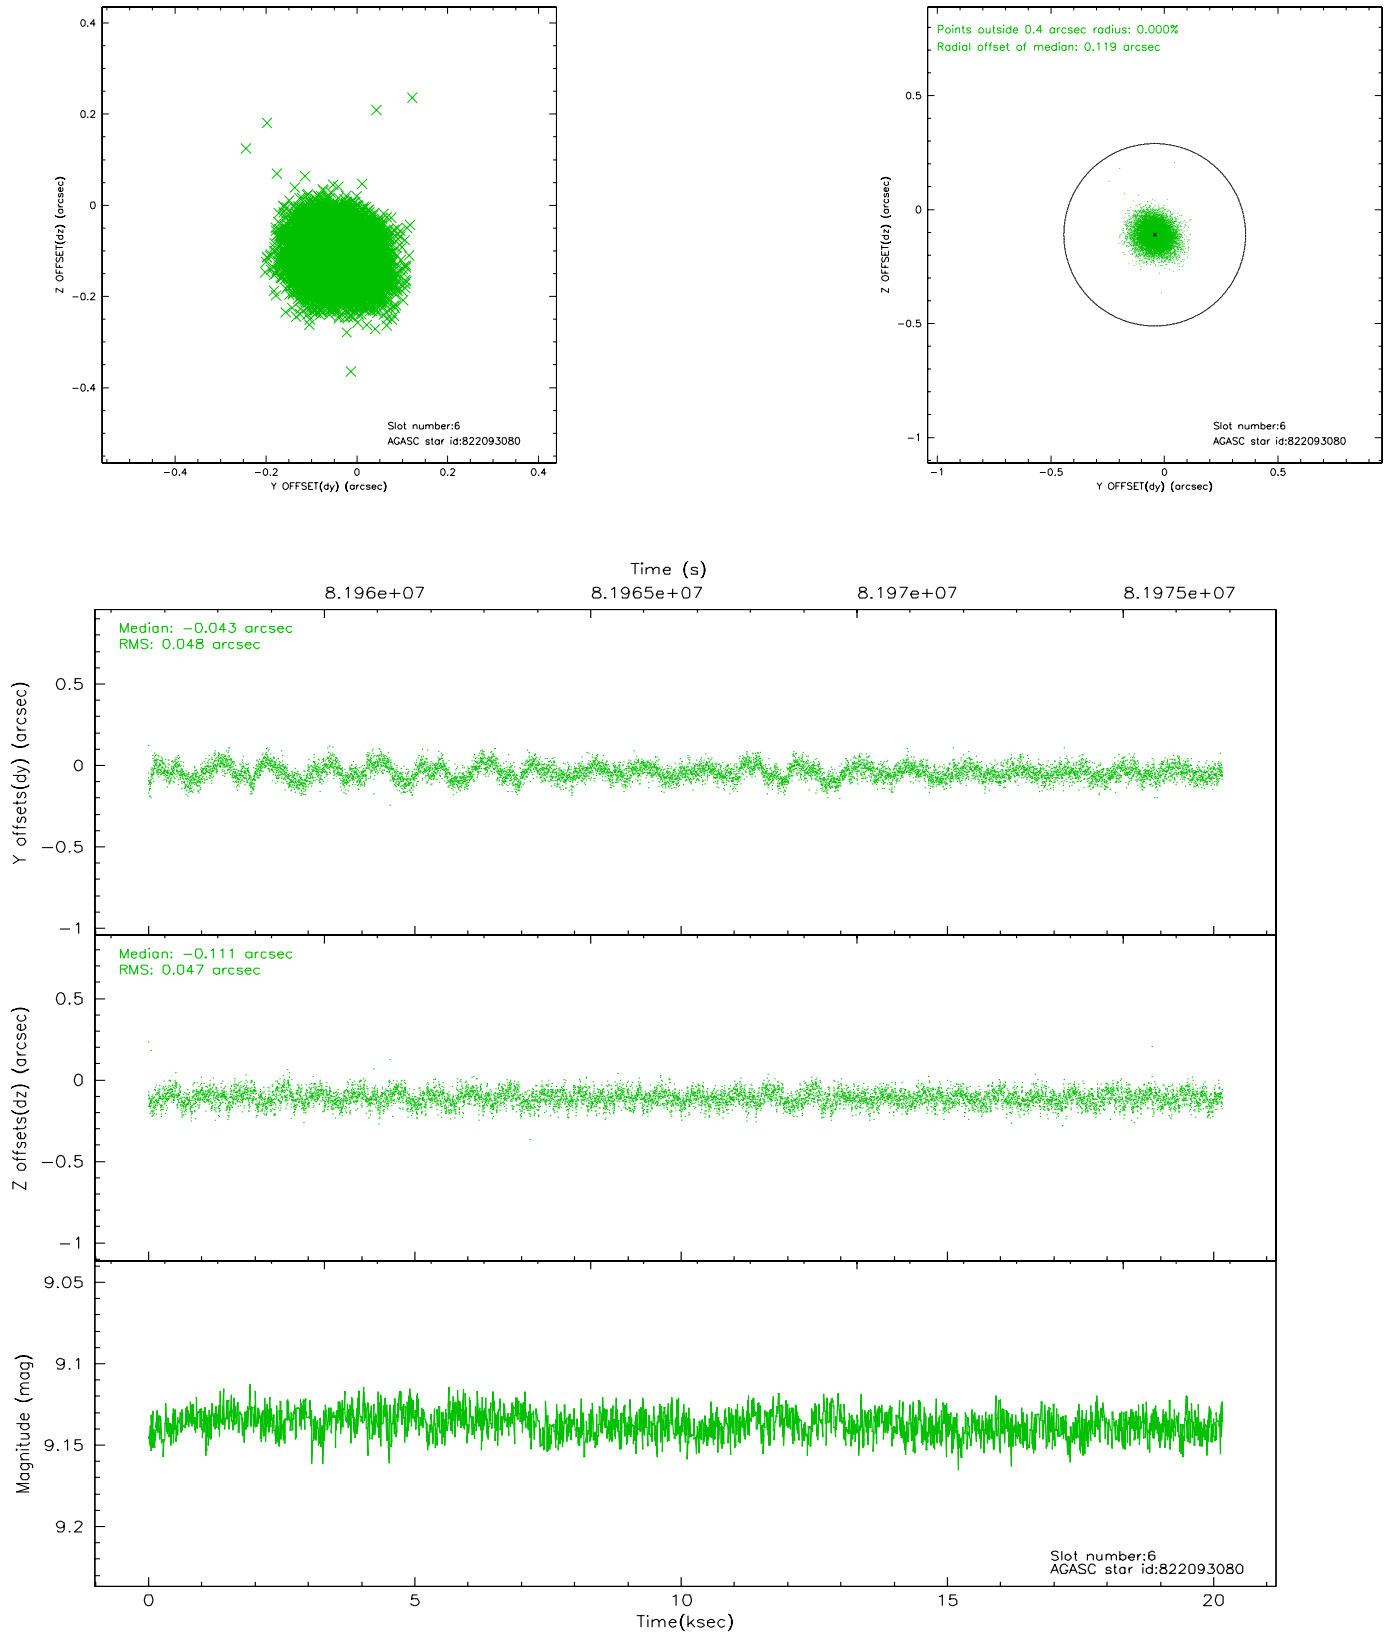 0.4
0.2
0
−0.2
−0.4
Z OFFSET(dz) (arcsec)
Slot number:6
AGASC star id:822093080
−0.4 −0.2 0 0.2 0.4
Y OFFSET(dy) (arcsec)
Points outside 0.4 arcsec radius: 0.000%
Radial offset of median: 0.119 arcsec
0.5
0
−0.5
−1
Z OFFSET(dz) (arcsec)
Slot number:6
AGASC star id:822093080
−1 −0.5 0 0.5
Y OFFSET(dy) (arcsec)
Time (s)
8.196e+07 8.1965e+07 8.197e+07 8.1975e+07
Median: −0.043 arcsec
RMS: 0.048 arcsec
0.5
0
−0.5
−1
Y offsets(dy) (arcsec)
Median: −0.111 arcsec
RMS: 0.047 arcsec
0.5
0
−0.5
−1
Z offsets(dz) (arcsec)
9.05
9.1
9.15
9.2
Magnitude (mag)
Slot number:6
AGASC star id:822093080
0 5 10 15 20
Time(ksec)